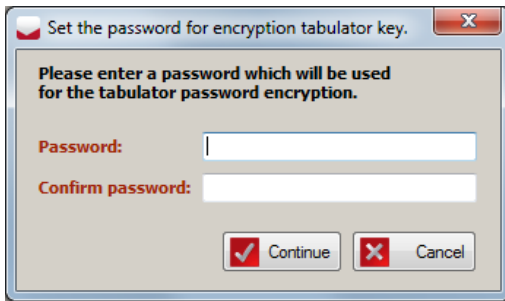 Set the password for encryption tabulator key.
Please enter a password which will be used
for the tabulator password encryption.
Password:
Confirm password:
Continue Cancel